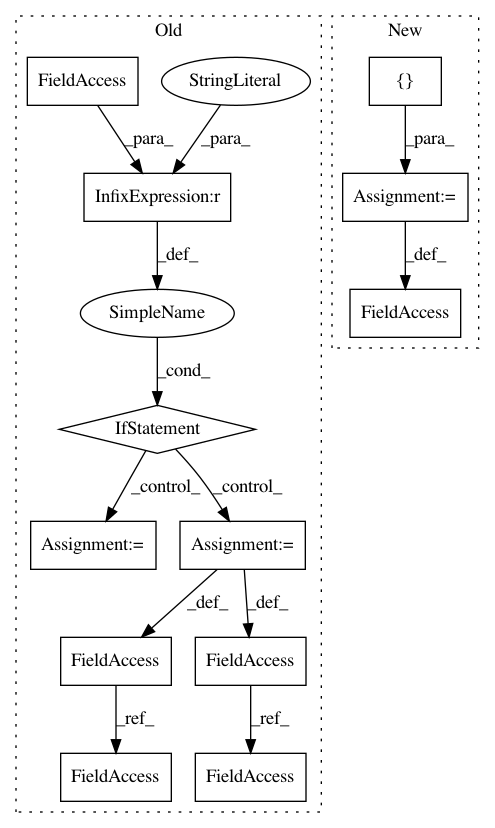 Old
New
FieldAccess
StringLiteral
{}
_para_
_para_
_para_
InfixExpression:r
Assignment:=
_def_
_def_
SimpleName
FieldAccess
_cond_
IfStatement
_control_
_control_
Assignment:=
Assignment:=
_def_
_def_
FieldAccess
FieldAccess
_ref_
_ref_
FieldAccess
FieldAccess